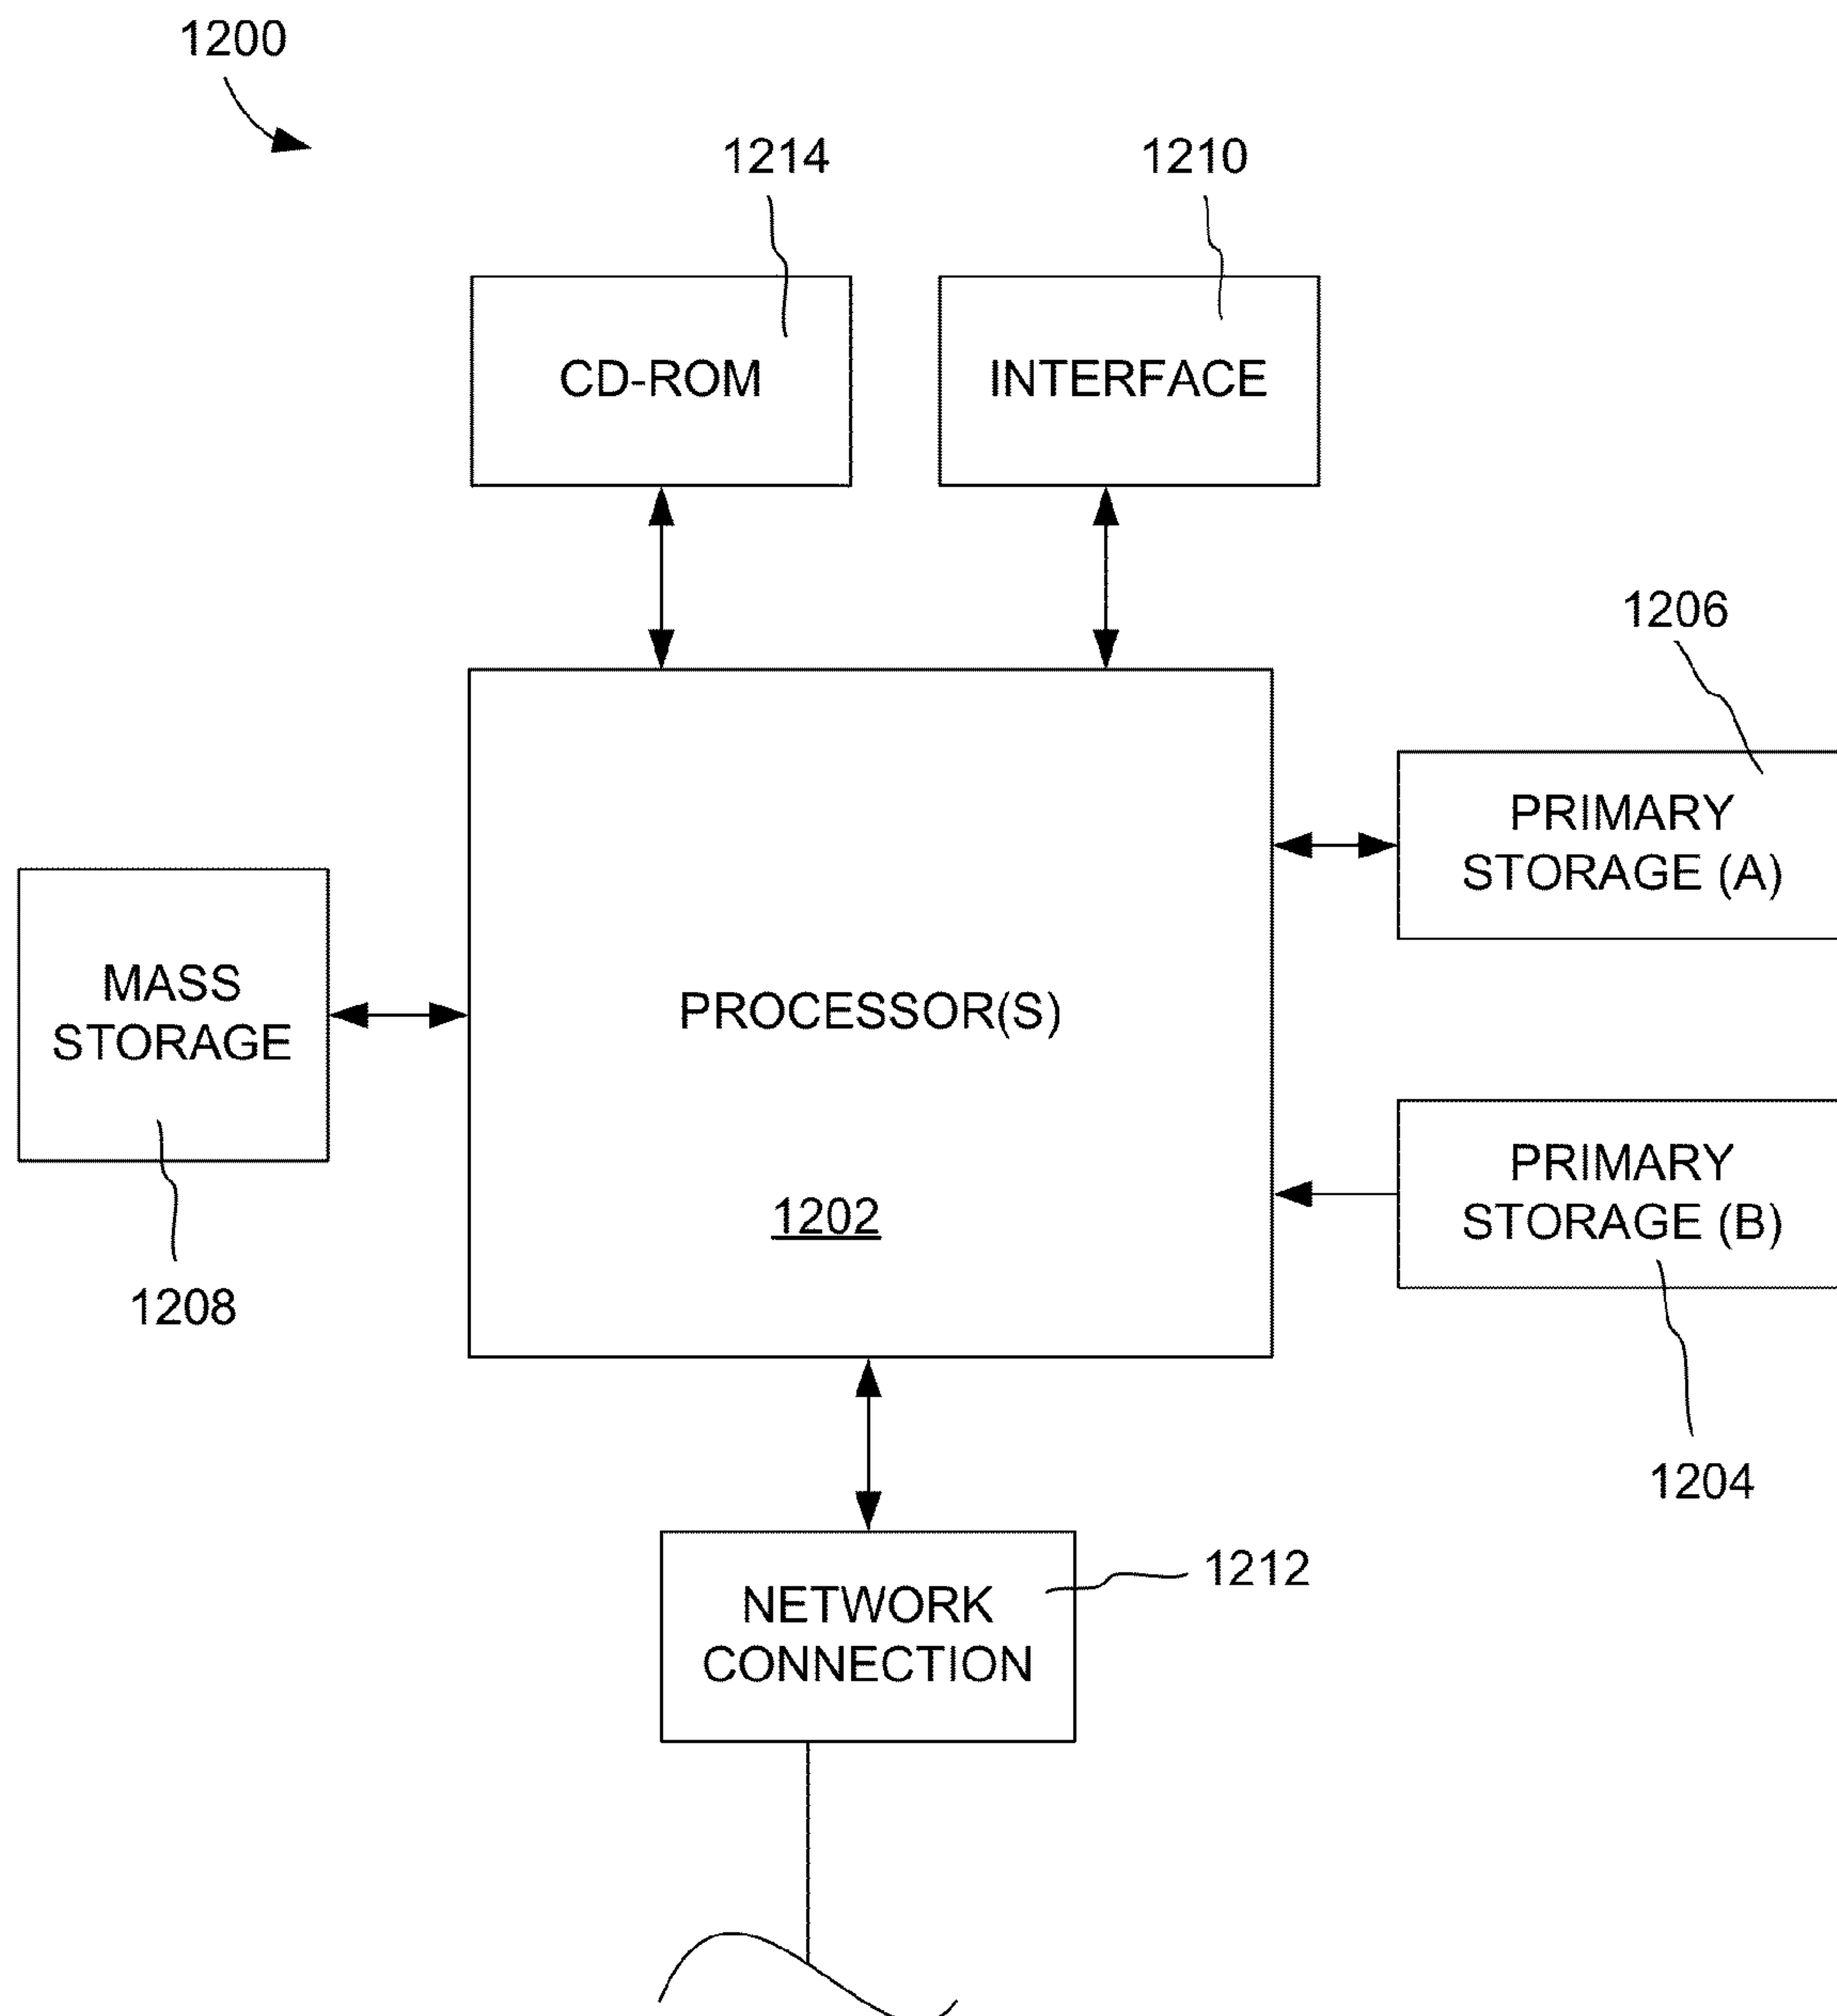 1200
1214
1210
CD-ROM
INTERFACE
1206
PRIMARY
STORAGE (A)
MASS
STORAGE
PROCESSOR(S)
PRIMARY
STORAGE (B)
1202
1208
1204
NETWORK
CONNECTION
1212